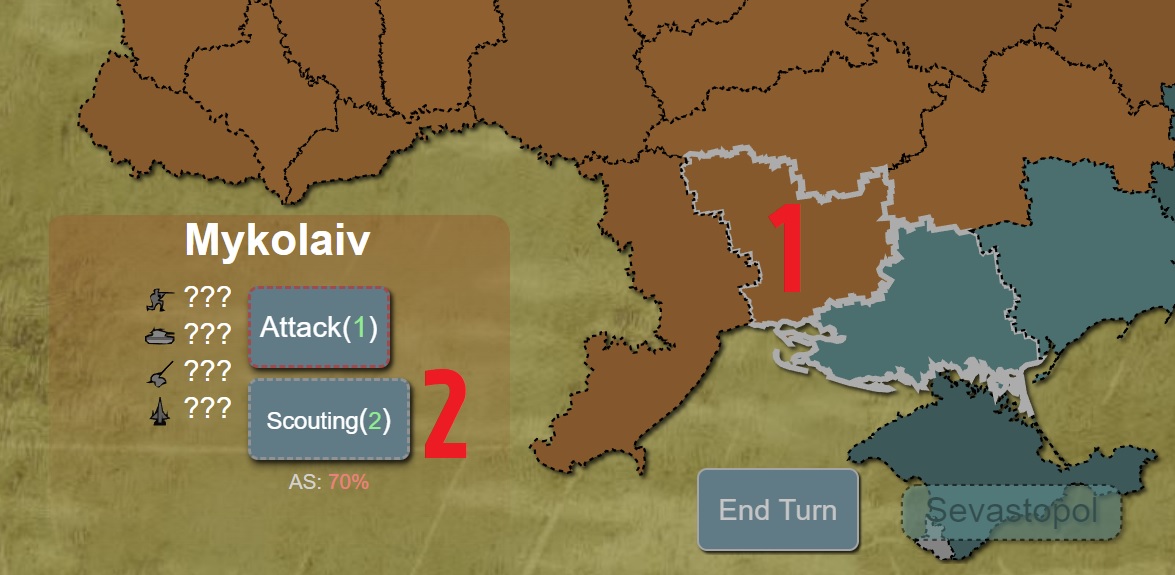 Mykolaiv
???
???
???
???
Attack(1)
Scouting(2)
AS: 70%
1
2
End Turn
Sevastopol